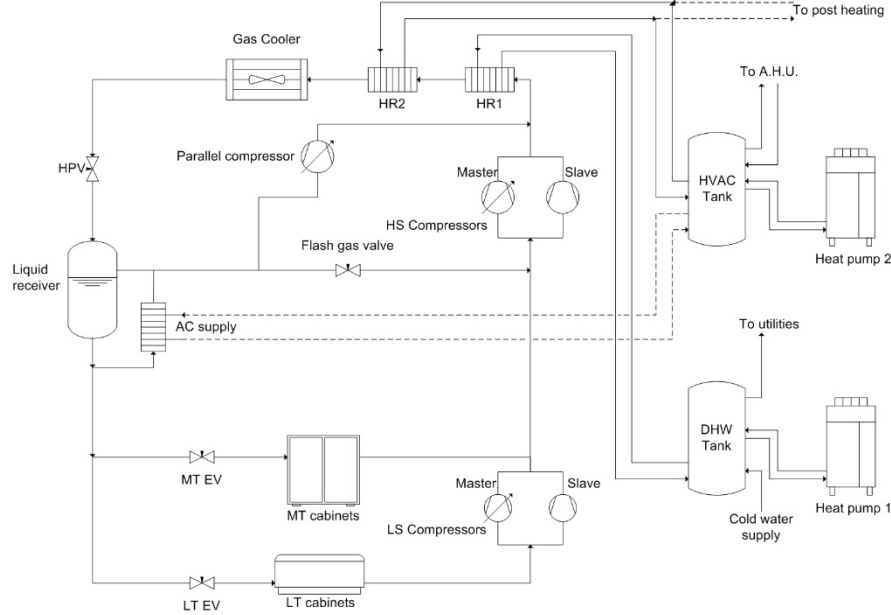 To post heating
Gas Cooler
To A.H.U.
HR2
HR1
Parallel compressor
HPV
Master
Slave
HVAC
Tank
HS Compressors
Flash gas valve
Heat pump 2
Liquid
receiver
AC supply
To utilities
DHW
Tank
MT EV
Master
Slave
MT cabinets
LS Compressors
Heat pump 1
Cold water
supply
LT EV
LT cabinets